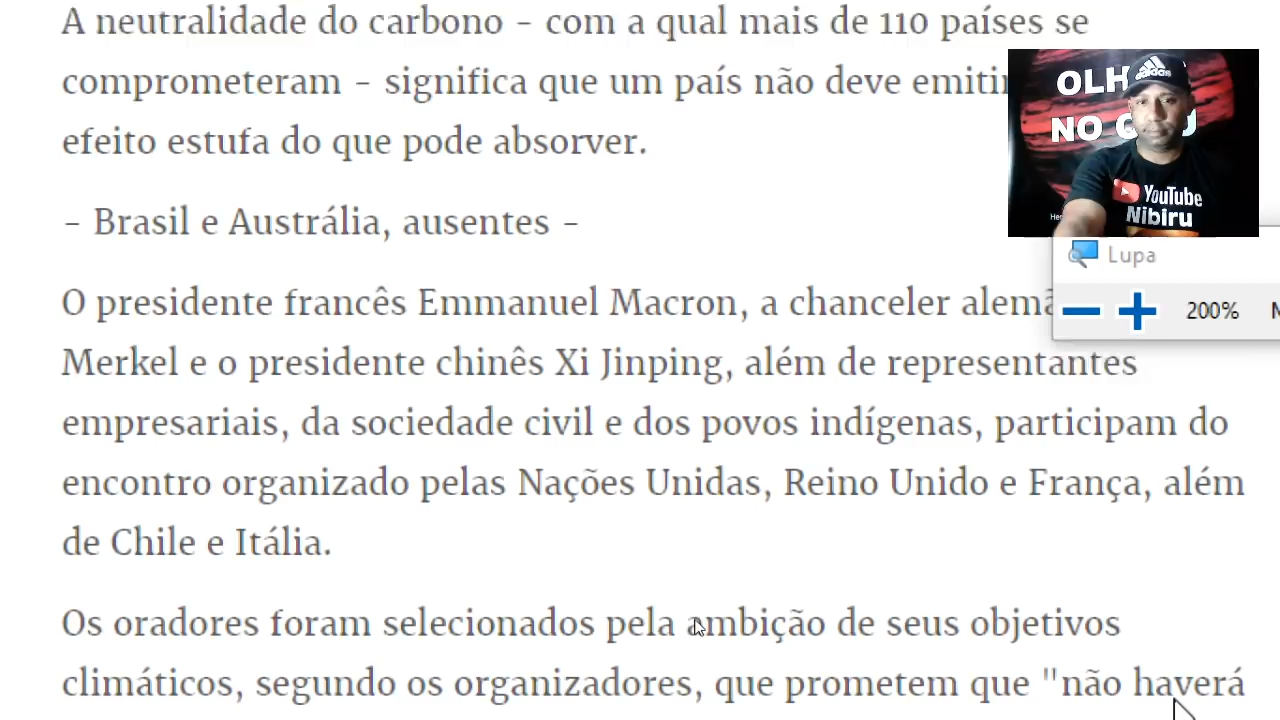 A neutralidade do carbono - com a qual mais de 110 países se
comprometeram - significa que um país não deve emitir
efeito estufa do que pode absorver.
- Brasil e Austrália, ausentes -
O presidente francês Emmanuel Macron, a chanceler alemã
Merkel e o presidente chinês Xi Jinping, além de representantes
empresariais, da sociedade civil e dos povos indígenas, participam do
encontro organizado pelas Nações Unidas, Reino Unido e França, além
de Chile e Itália.
Os oradores foram selecionados pela ambição de seus objetivos
climáticos, segundo os organizadores, que prometem que "não haverá
NO
adidas
YouTube
Nibiru
Lupa
200%